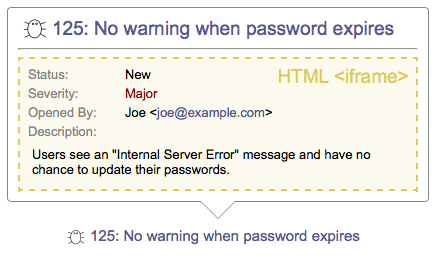 125: No warning when password expires
HTML <iframe>
Status: New
Severity: Major
Opened By: Joe <joe@example.com>
Description:
Users see an "Internal Server Error" message and have no
chance to update their passwords.
125: No warning when password expires